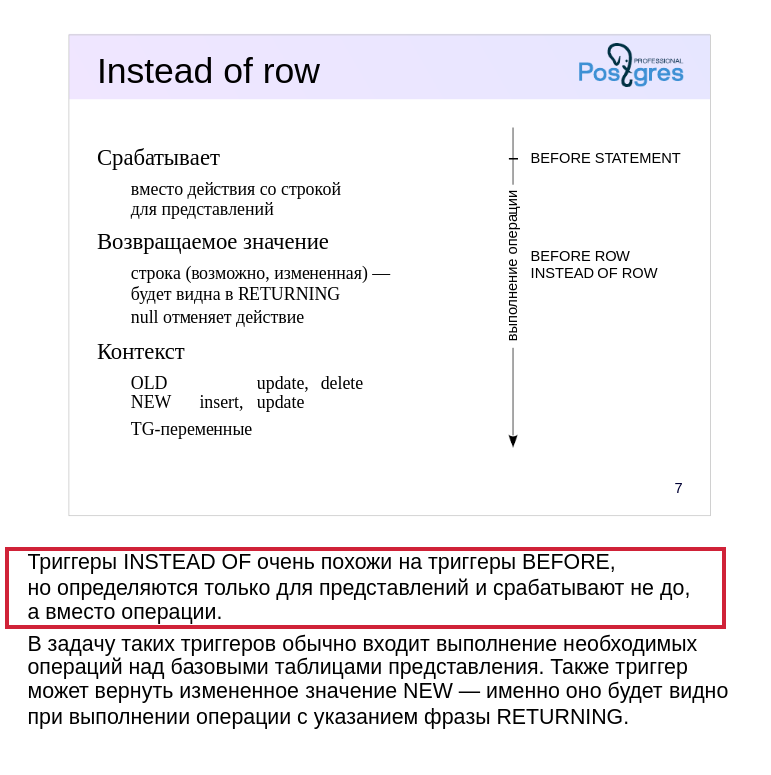 Instead of row
PROFESSIONAL
Postgres
Срабатывает
вместо действия со строкой
для представлений
Возвращаемое значение
строка (возможно, измененная) —
будет видна в RETURNING
null отменяет действие
Контекст
OLD update, delete
NEW insert, update
TG-переменные
BEFORE STATEMENT
выполнение операции
BEFORE ROW
INSTEAD OF ROW
7
Триггеры INSTEAD OF очень похожи на триггеры BEFORE,
но определяются только для представлений и срабатывают не до,
а вместо операции.
В задачу таких триггеров обычно входит выполнение необходимых
операций над базовыми таблицами представления. Также триггер
может вернуть измененное значение NEW — именно оно будет видно
при выполнении операции с указанием фразы RETURNING.